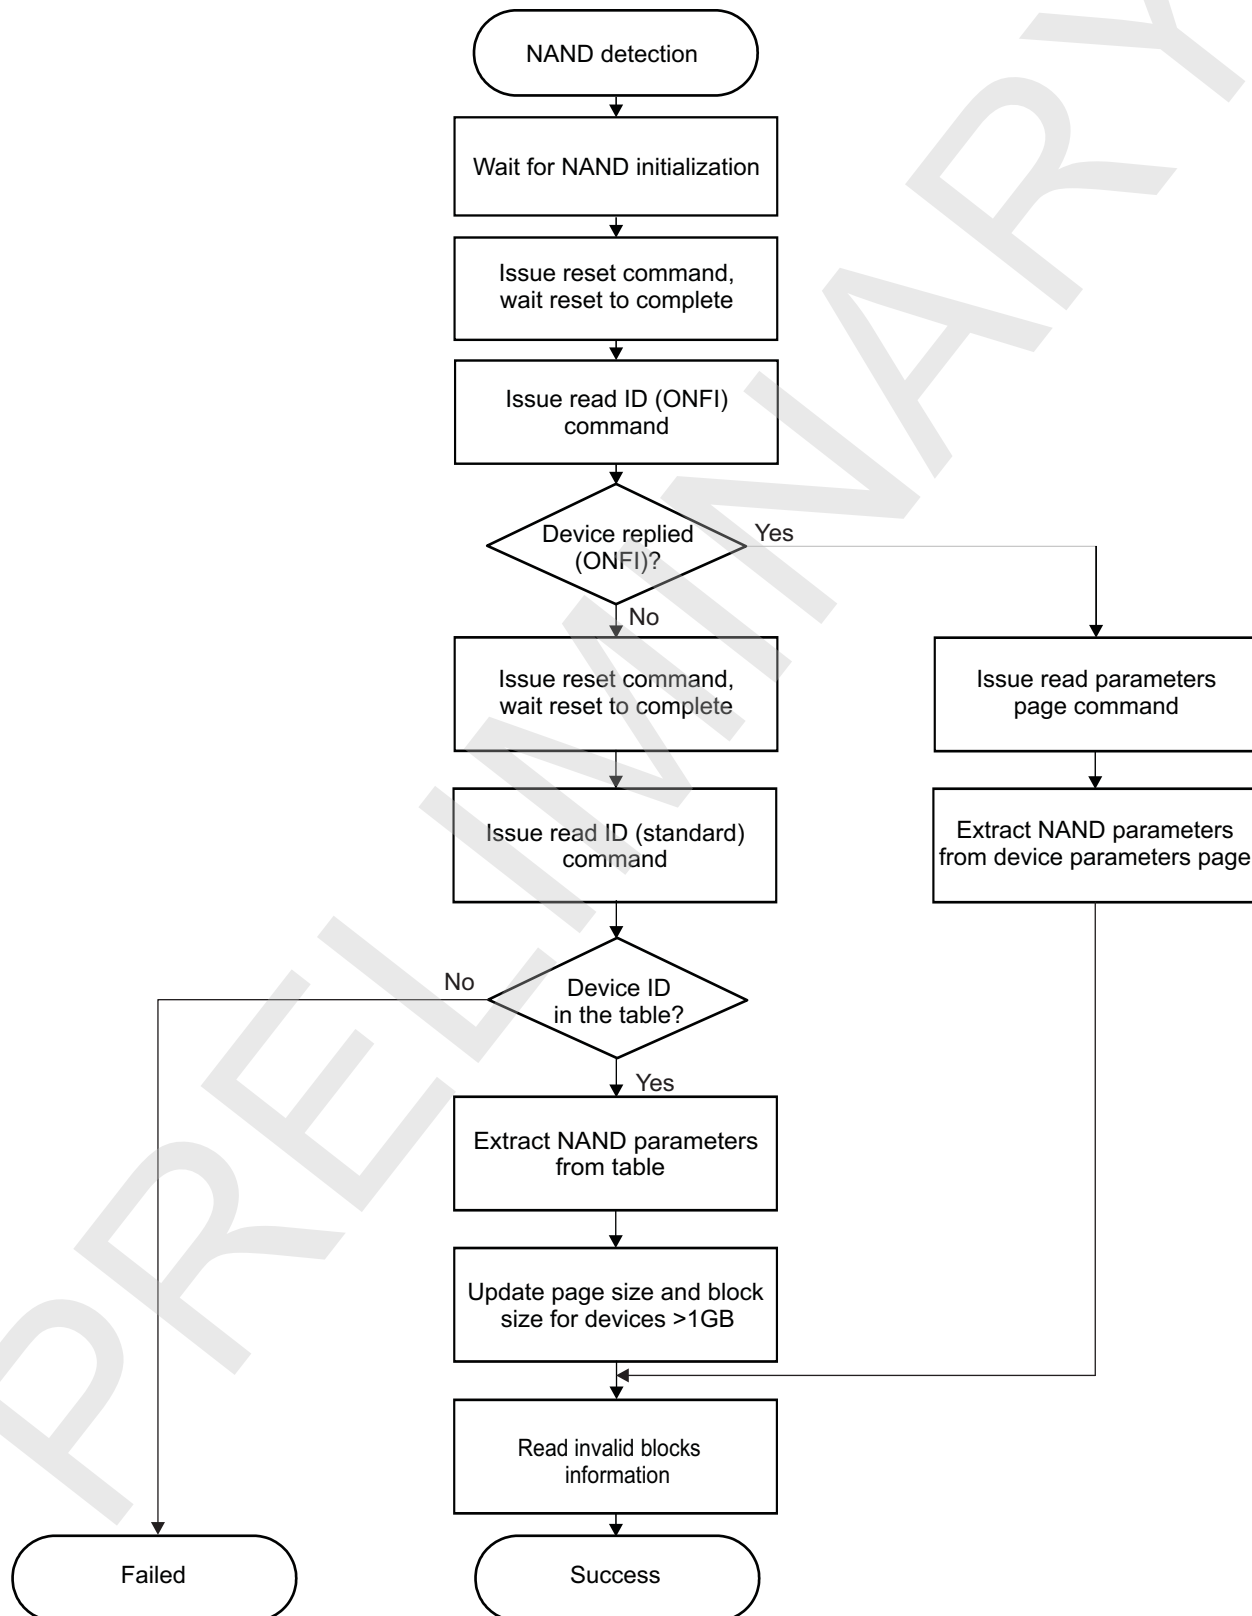 NAND detection
Wait for NAND initialization
Issue reset command,
wait reset to complete
Issue read ID (ONFI)
command
Device replied
(ONFI)?
Yes
No
Issue reset command,
wait reset to complete
Issue read parameters
page command
Issue read ID (standard)
command
Extract NAND parameters
from device parameters page
No
Device ID
in the table?
Yes
Extract NAND parameters
from table
Update page size and block
size for devices >1GB
Read invalid blocks
information
Failed
Success
PRELIMINARY